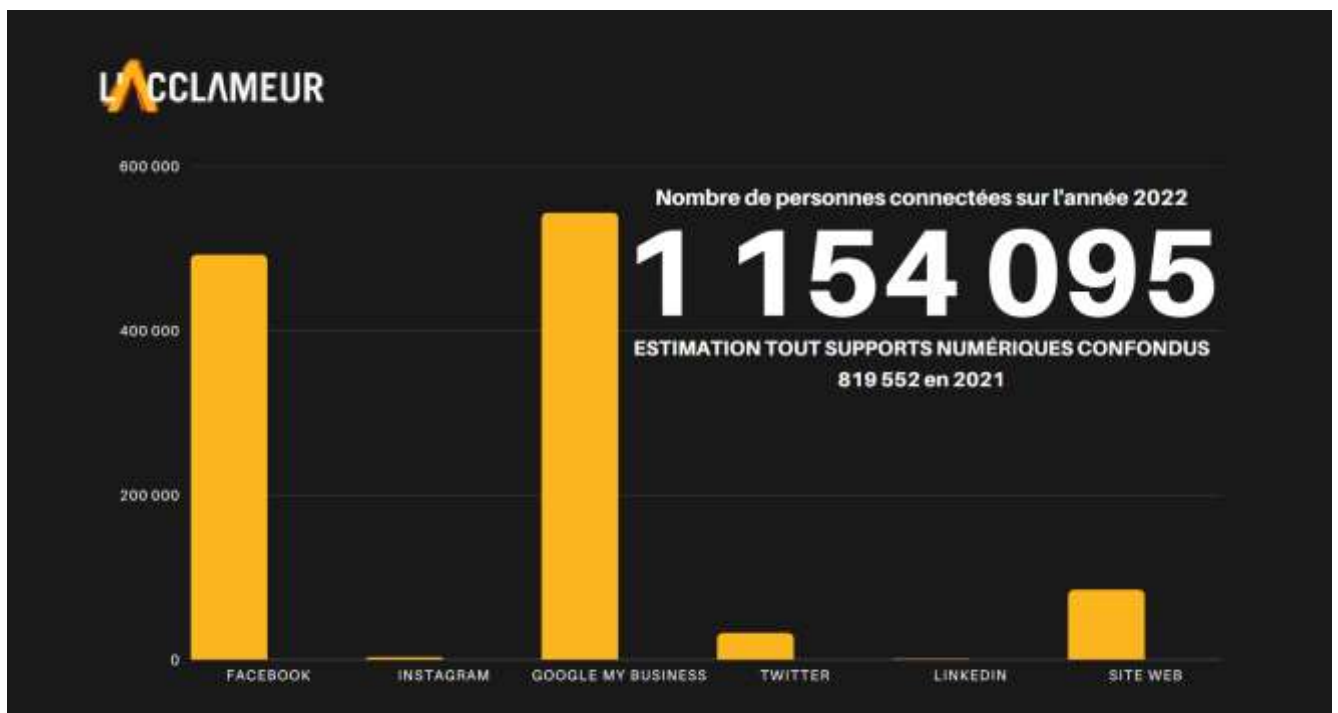 L'ACCLAMEUR
600 000
Nombre de personnes connectées sur l'année 2022
1 154 095
400 000
ESTIMATION TOUT SUPPORTS NUMÉRIQUES CONFONDUS
819 552 en 2021
200 000
0
FACEBOOK INSTAGRAM GOOGLE MY BUSINESS TWITTER LINKEDIN SITE WEB